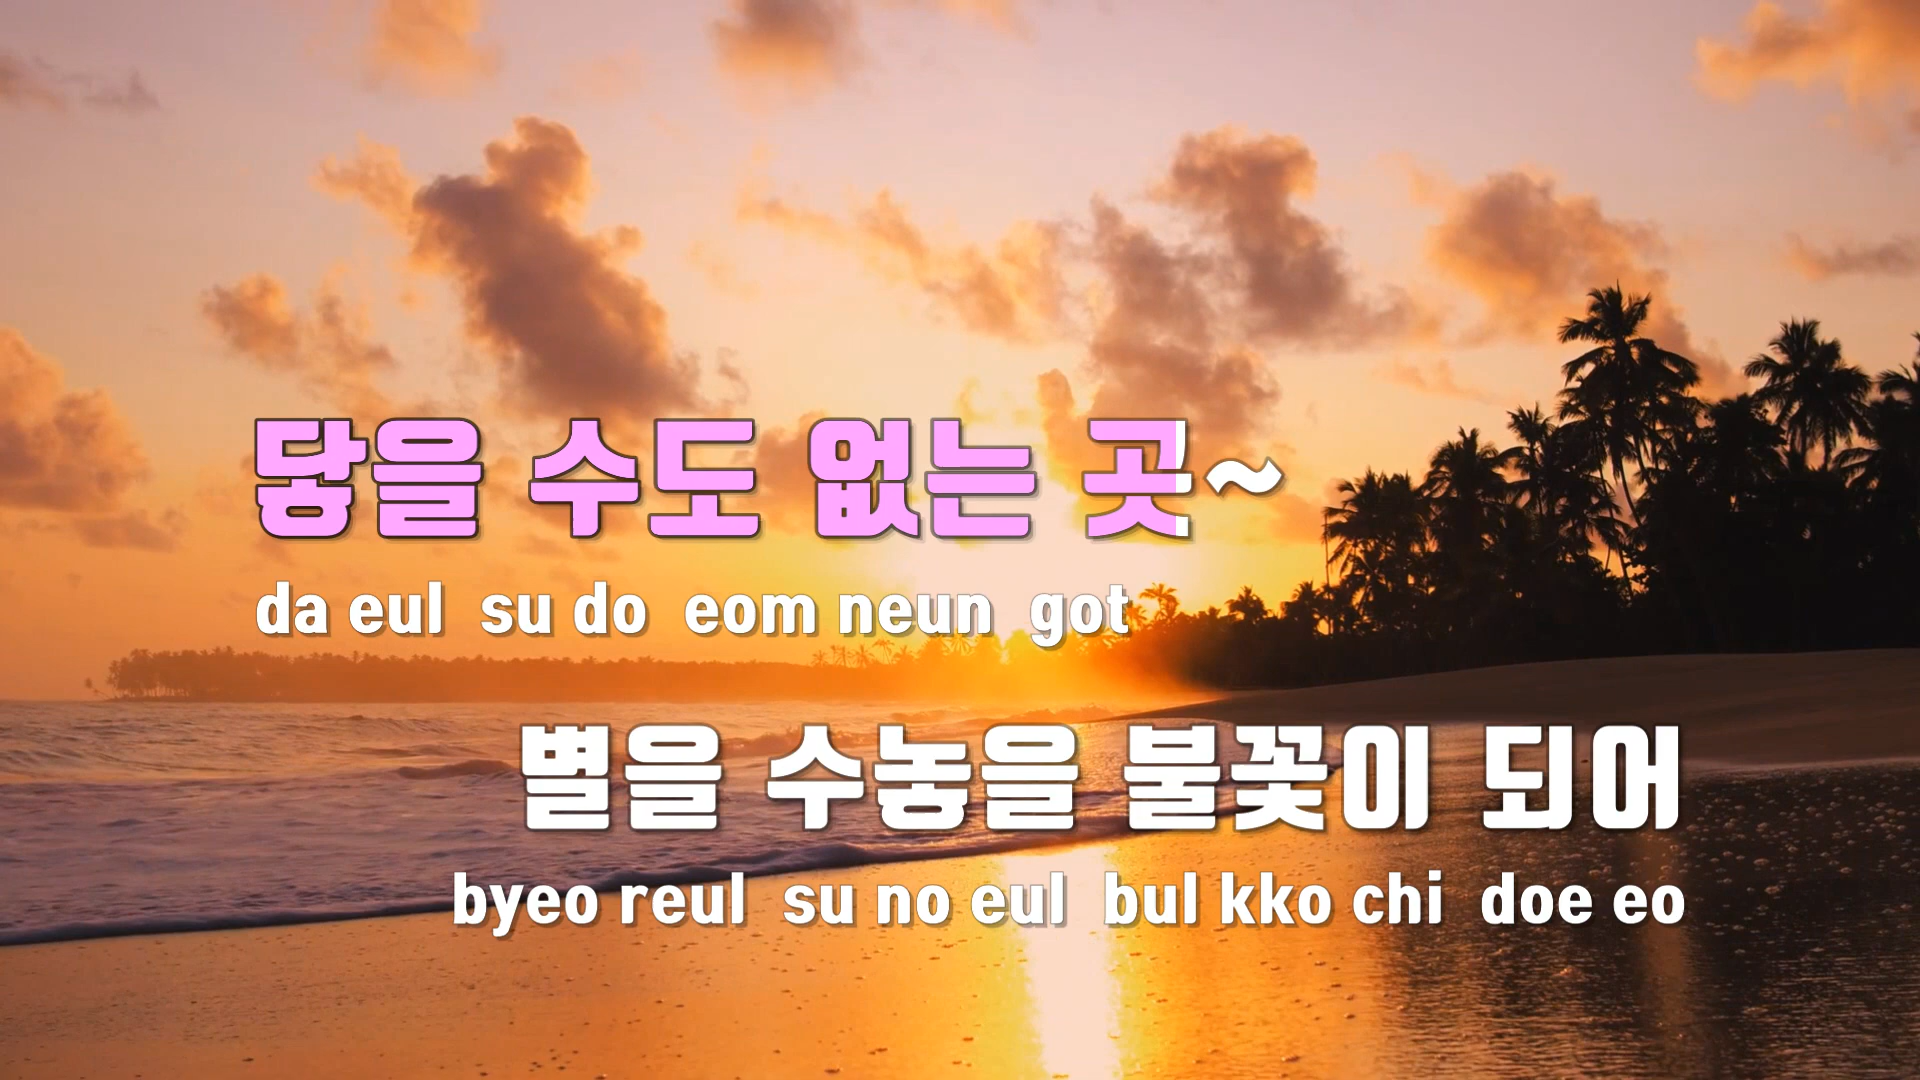 닿을 수도 없는 곳~
da eul su do eom neun got
별을 수놓을 불꽃이 되어
byeo reul su no eul bul kko chi doe eo